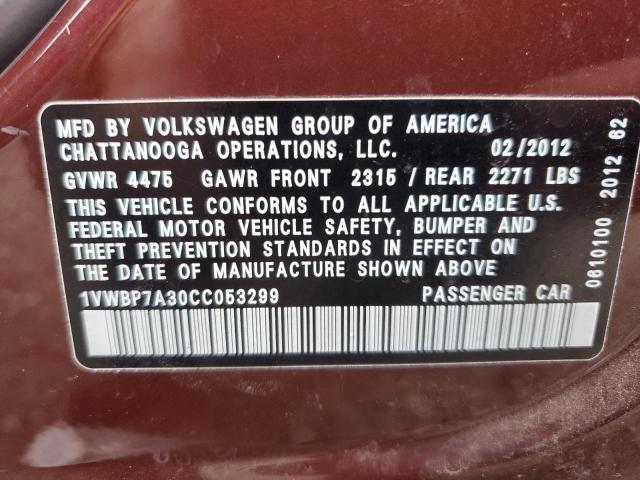 MFD BY VOLKSWAGEN GROUP OF AMERICA
CHATTANOOGA OPERATIONS, LLC. 02/2012
GVWR 4475 GAWR FRONT 2315 / REAR 2271 LBS
THIS VEHICLE CONFORMS TO ALL APPLICABLE U.S.
FEDERAL MOTOR VEHICLE SAFETY, BUMPER AND
THEFT PREVENTION STANDARDS IN EFFECT ON
THE DATE OF MANUFACTURE SHOWN ABOVE
1VWBP7A30CC053299 PASSENGER CAR
0610100 2012 62